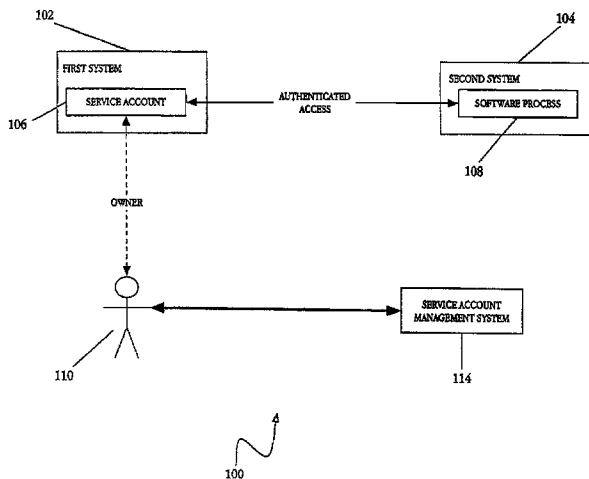 102
104
FIRST SYSTEM
SERVICE ACCOUNT
106
AUTHENTICATED
ACCESS
SECOND SYSTEM
SOFTWARE PROCESS
108
OWNER
110
SERVICE ACCOUNT
MANAGEMENT SYSTEM
114
100